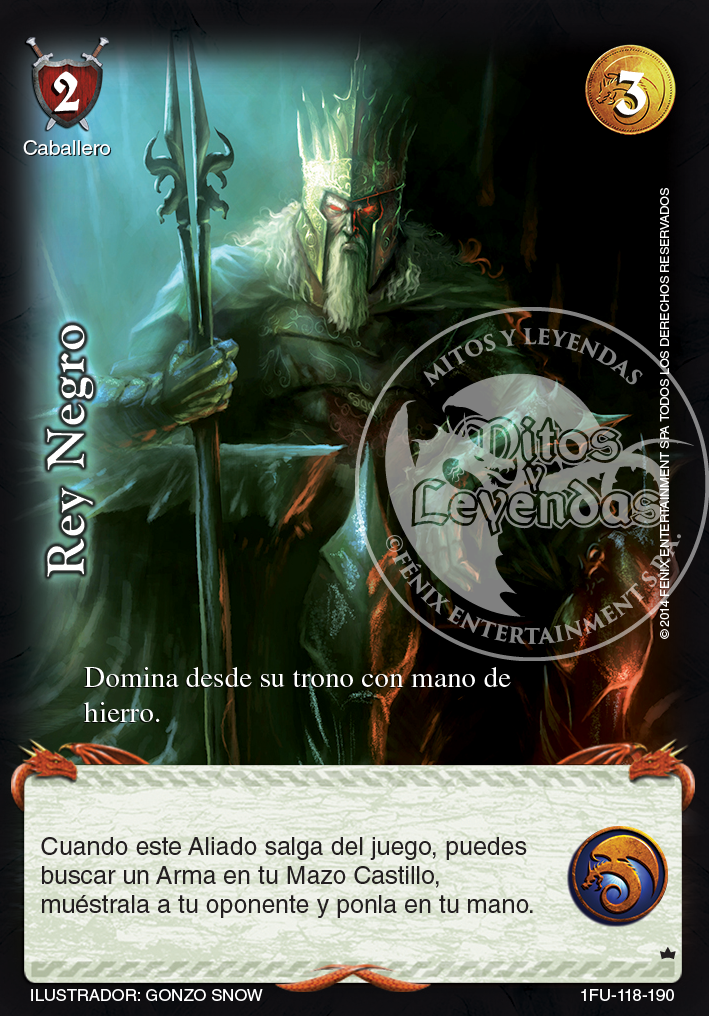 2
3
Caballero
Rey Negro
© 2014 FÉNIX ENTERTAINMENT SPA TODOS LOS DERECHOS RESERVADOS
MITOS Y LEYENDAS
Mitos
y
Leyendas
© FÉNIX ENTERTAINMENT S.P.A.
Domina desde su trono con mano de
hierro.
Cuando este Aliado salga del juego, puedes
buscar un Arma en tu Mazo Castillo,
muéstrala a tu oponente y ponla en tu mano.
ILUSTRADOR: GONZO SNOW
1FU-118-190